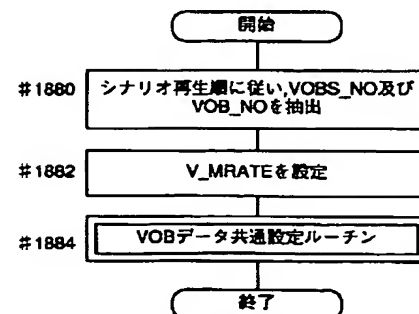 開始
#1880
シナリオ再生順に従い,VOBS_NO及び
VOB_NOを抽出
#1882
V_MRATEを設定
#1884
VOBデータ共通設定ルーチン
終了